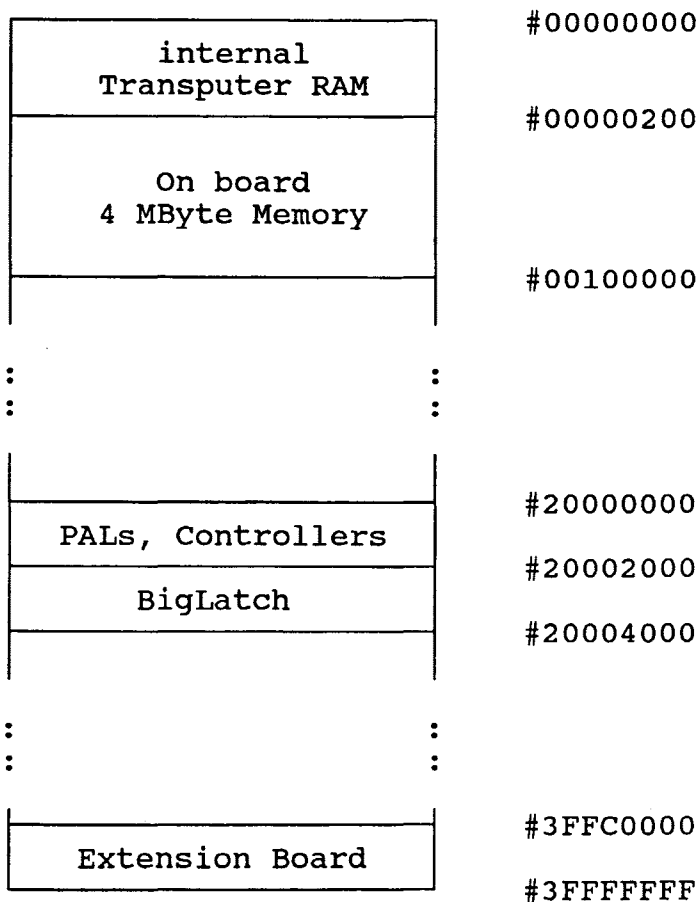 #00000000
internal
Transputer RAM
#00000200
On board
4 MByte Memory
#00100000
:
:
:
:
#20000000
PALs, Controllers
#20002000
BigLatch
#20004000
:
:
:
:
#3FFC0000
Extension Board
#3FFFFFFF